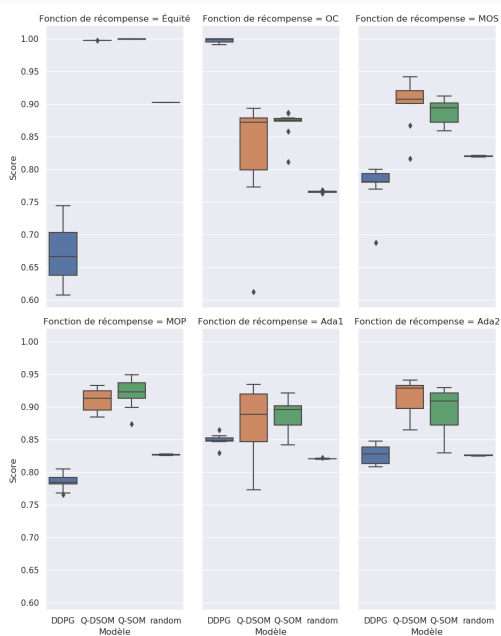 Fonction de récompense = Équité
Fonction de récompense = OC
Fonction de récompense = MOS
1.00
0.95
0.90
0.85
0.80
0.75
0.70
0.65
0.60
Score
Fonction de récompense = MOP
Fonction de récompense = Ada1
Fonction de récompense = Ada2
1.00
0.95
0.90
0.85
0.80
0.75
0.70
0.65
0.60
Score
DDPG Q-DSOM Q-SOM random
Modèle
DDPG Q-DSOM Q-SOM random
Modèle
DDPG Q-DSOM Q-SOM random
Modèle